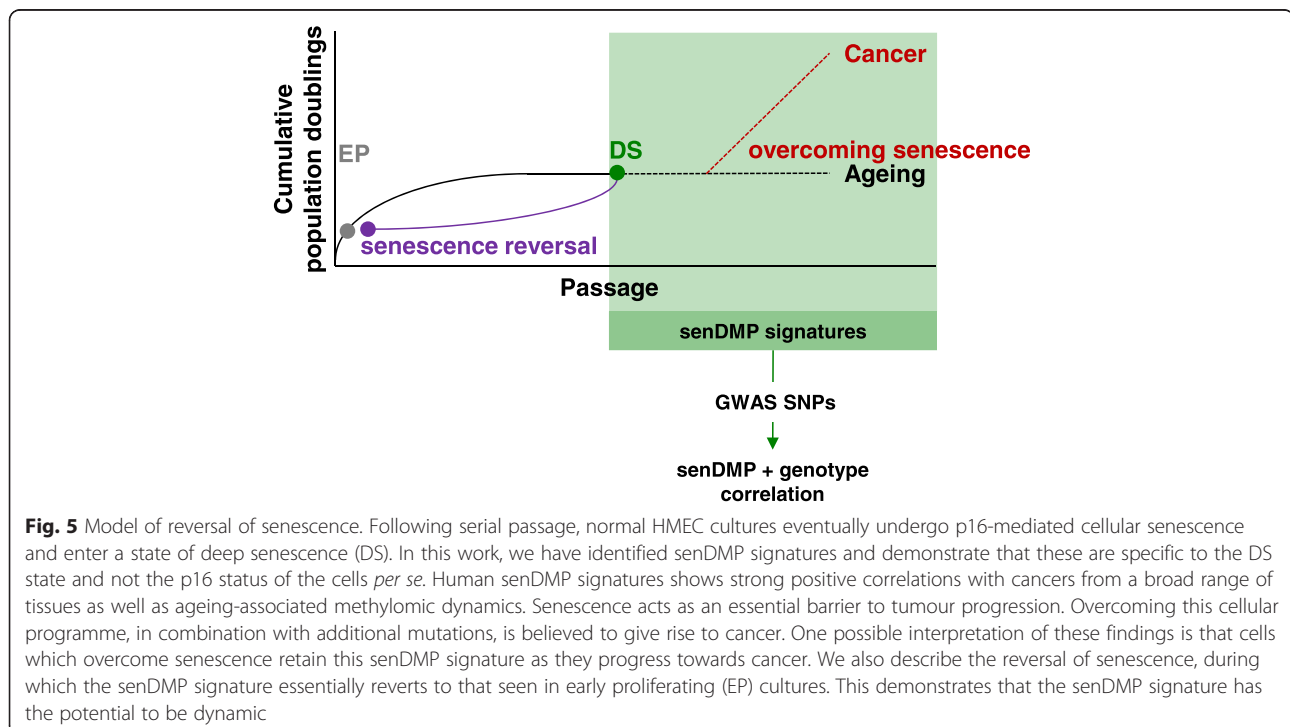 Cumulative
population doublings
EP
DS
Cancer
overcoming senescence
Ageing
senescence reversal
Passage
senDMP signatures
GWAS SNPs
senDMP + genotype
correlation
Fig. 5 Model of reversal of senescence. Following serial passage, normal HMEC cultures eventually undergo p16-mediated cellular senescence
and enter a state of deep senescence (DS). In this work, we have identified senDMP signatures and demonstrate that these are specific to the DS
state and not the p16 status of the cells per se. Human senDMP signatures shows strong positive correlations with cancers from a broad range of
tissues as well as ageing-associated methylomic dynamics. Senescence acts as an essential barrier to tumour progression. Overcoming this cellular
programme, in combination with additional mutations, is believed to give rise to cancer. One possible interpretation of these findings is that cells
which overcome senescence retain this senDMP signature as they progress towards cancer. We also describe the reversal of senescence, during
which the senDMP signature essentially reverts to that seen in early proliferating (EP) cultures. This demonstrates that the senDMP signature has
the potential to be dynamic